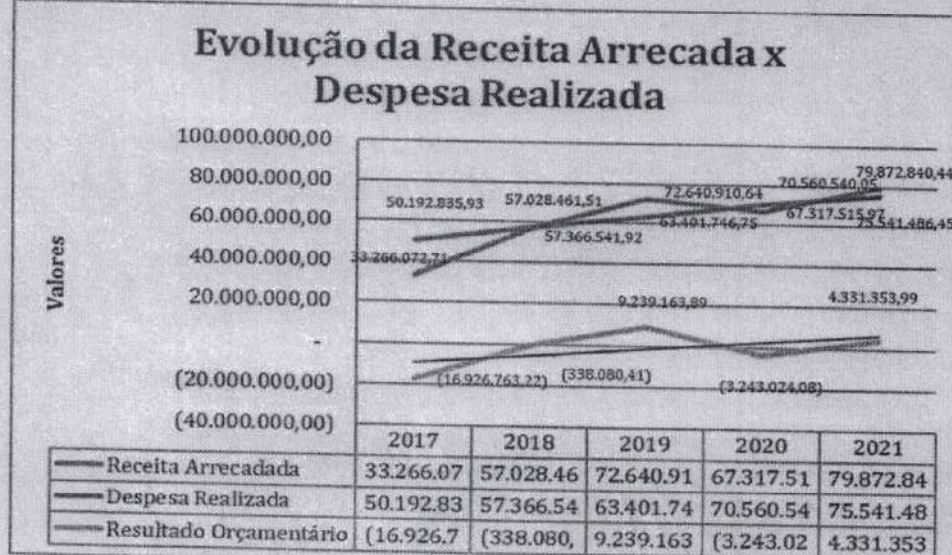 Evolução da Receita Arrecada x
Despesa Realizada
Valores
100.000.000,00
80.000.000,00
60.000.000,00
40.000.000,00
20.000.000,00
-
(20.000.000,00)
(40.000.000,00)
79.872.840,44
72.640.910,64 70.560.540,05
50.192.835,93 57.028.461,51
63.401.746,75 67.317.515,97
75.541.486,45
57.366.541,92
33.266.072,71
9.239.163,89 4.331.353,99
(16.926.763,22) (338.080,41) (3.243.024,08)
2017 2018 2019 2020 2021
Receita Arrecadada 33.266.07 57.028.46 72.640.91 67.317.51 79.872.84
Despesa Realizada 50.192.83 57.366.54 63.401.74 70.560.54 75.541.48
Resultado Orçamentário (16.926.7 (338.080, 9.239.163 (3.243.02 4.331.353